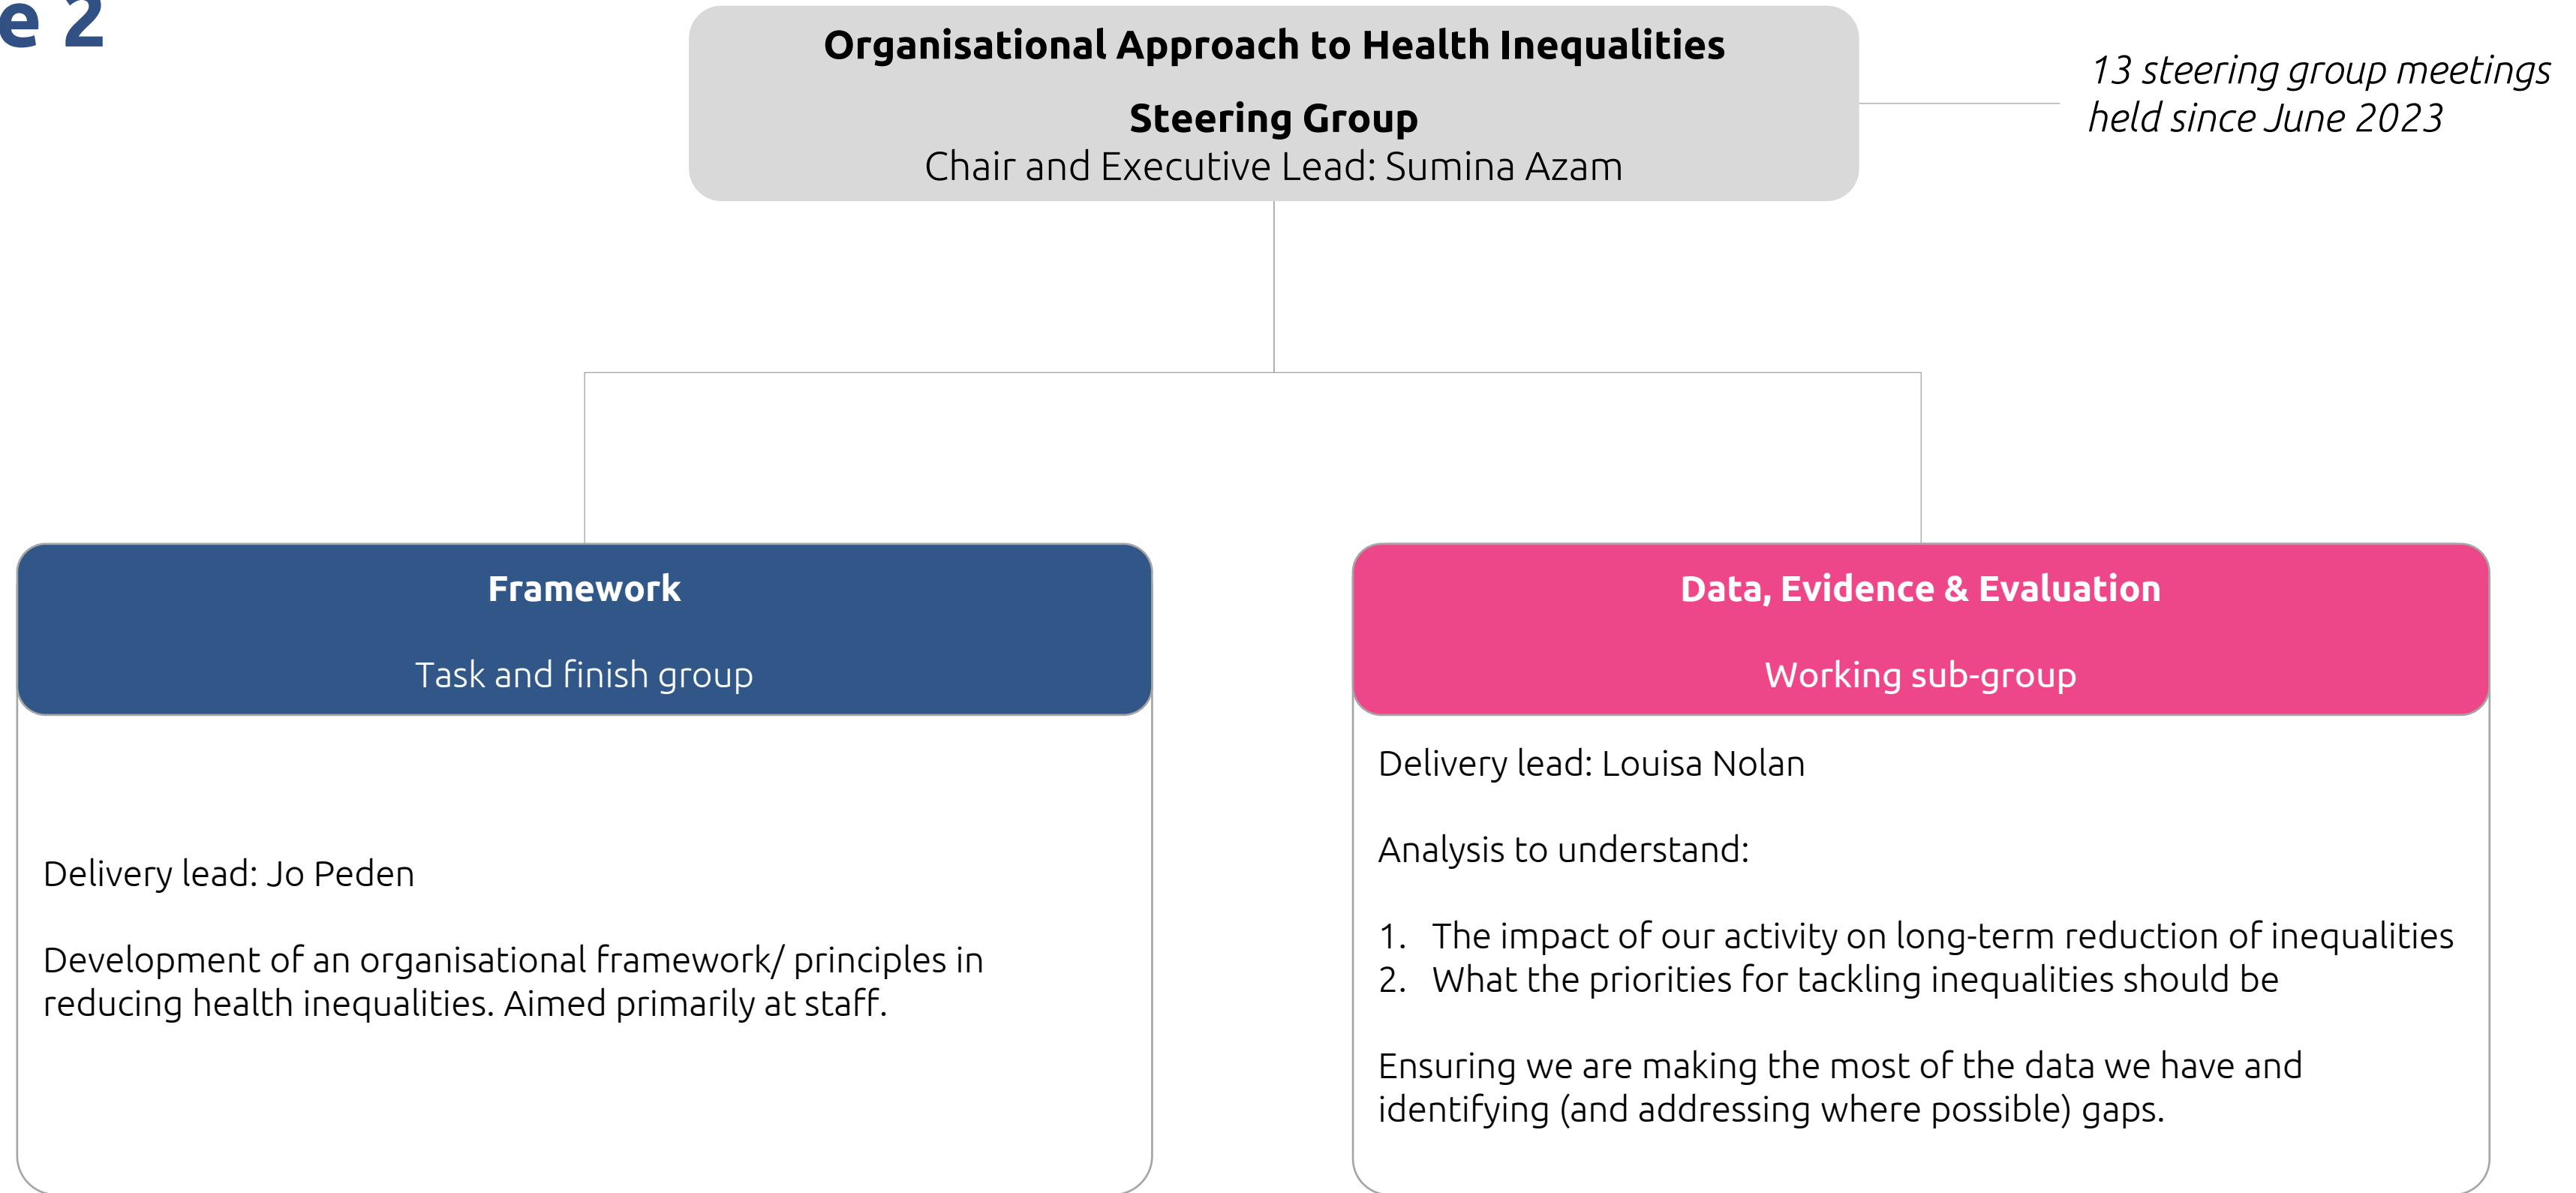 e 2
Organisational Approach to Health Inequalities
Steering Group
Chair and Executive Lead: Sumina Azam
13 steering group meetings
held since June 2023
Framework
Task and finish group
Delivery lead: Jo Peden
Development of an organisational framework/ principles in
reducing health inequalities. Aimed primarily at staff.
Data, Evidence & Evaluation
Working sub-group
Delivery lead: Louisa Nolan
Analysis to understand:
1. The impact of our activity on long-term reduction of inequalities
2. What the priorities for tackling inequalities should be
Ensuring we are making the most of the data we have and
identifying (and addressing where possible) gaps.